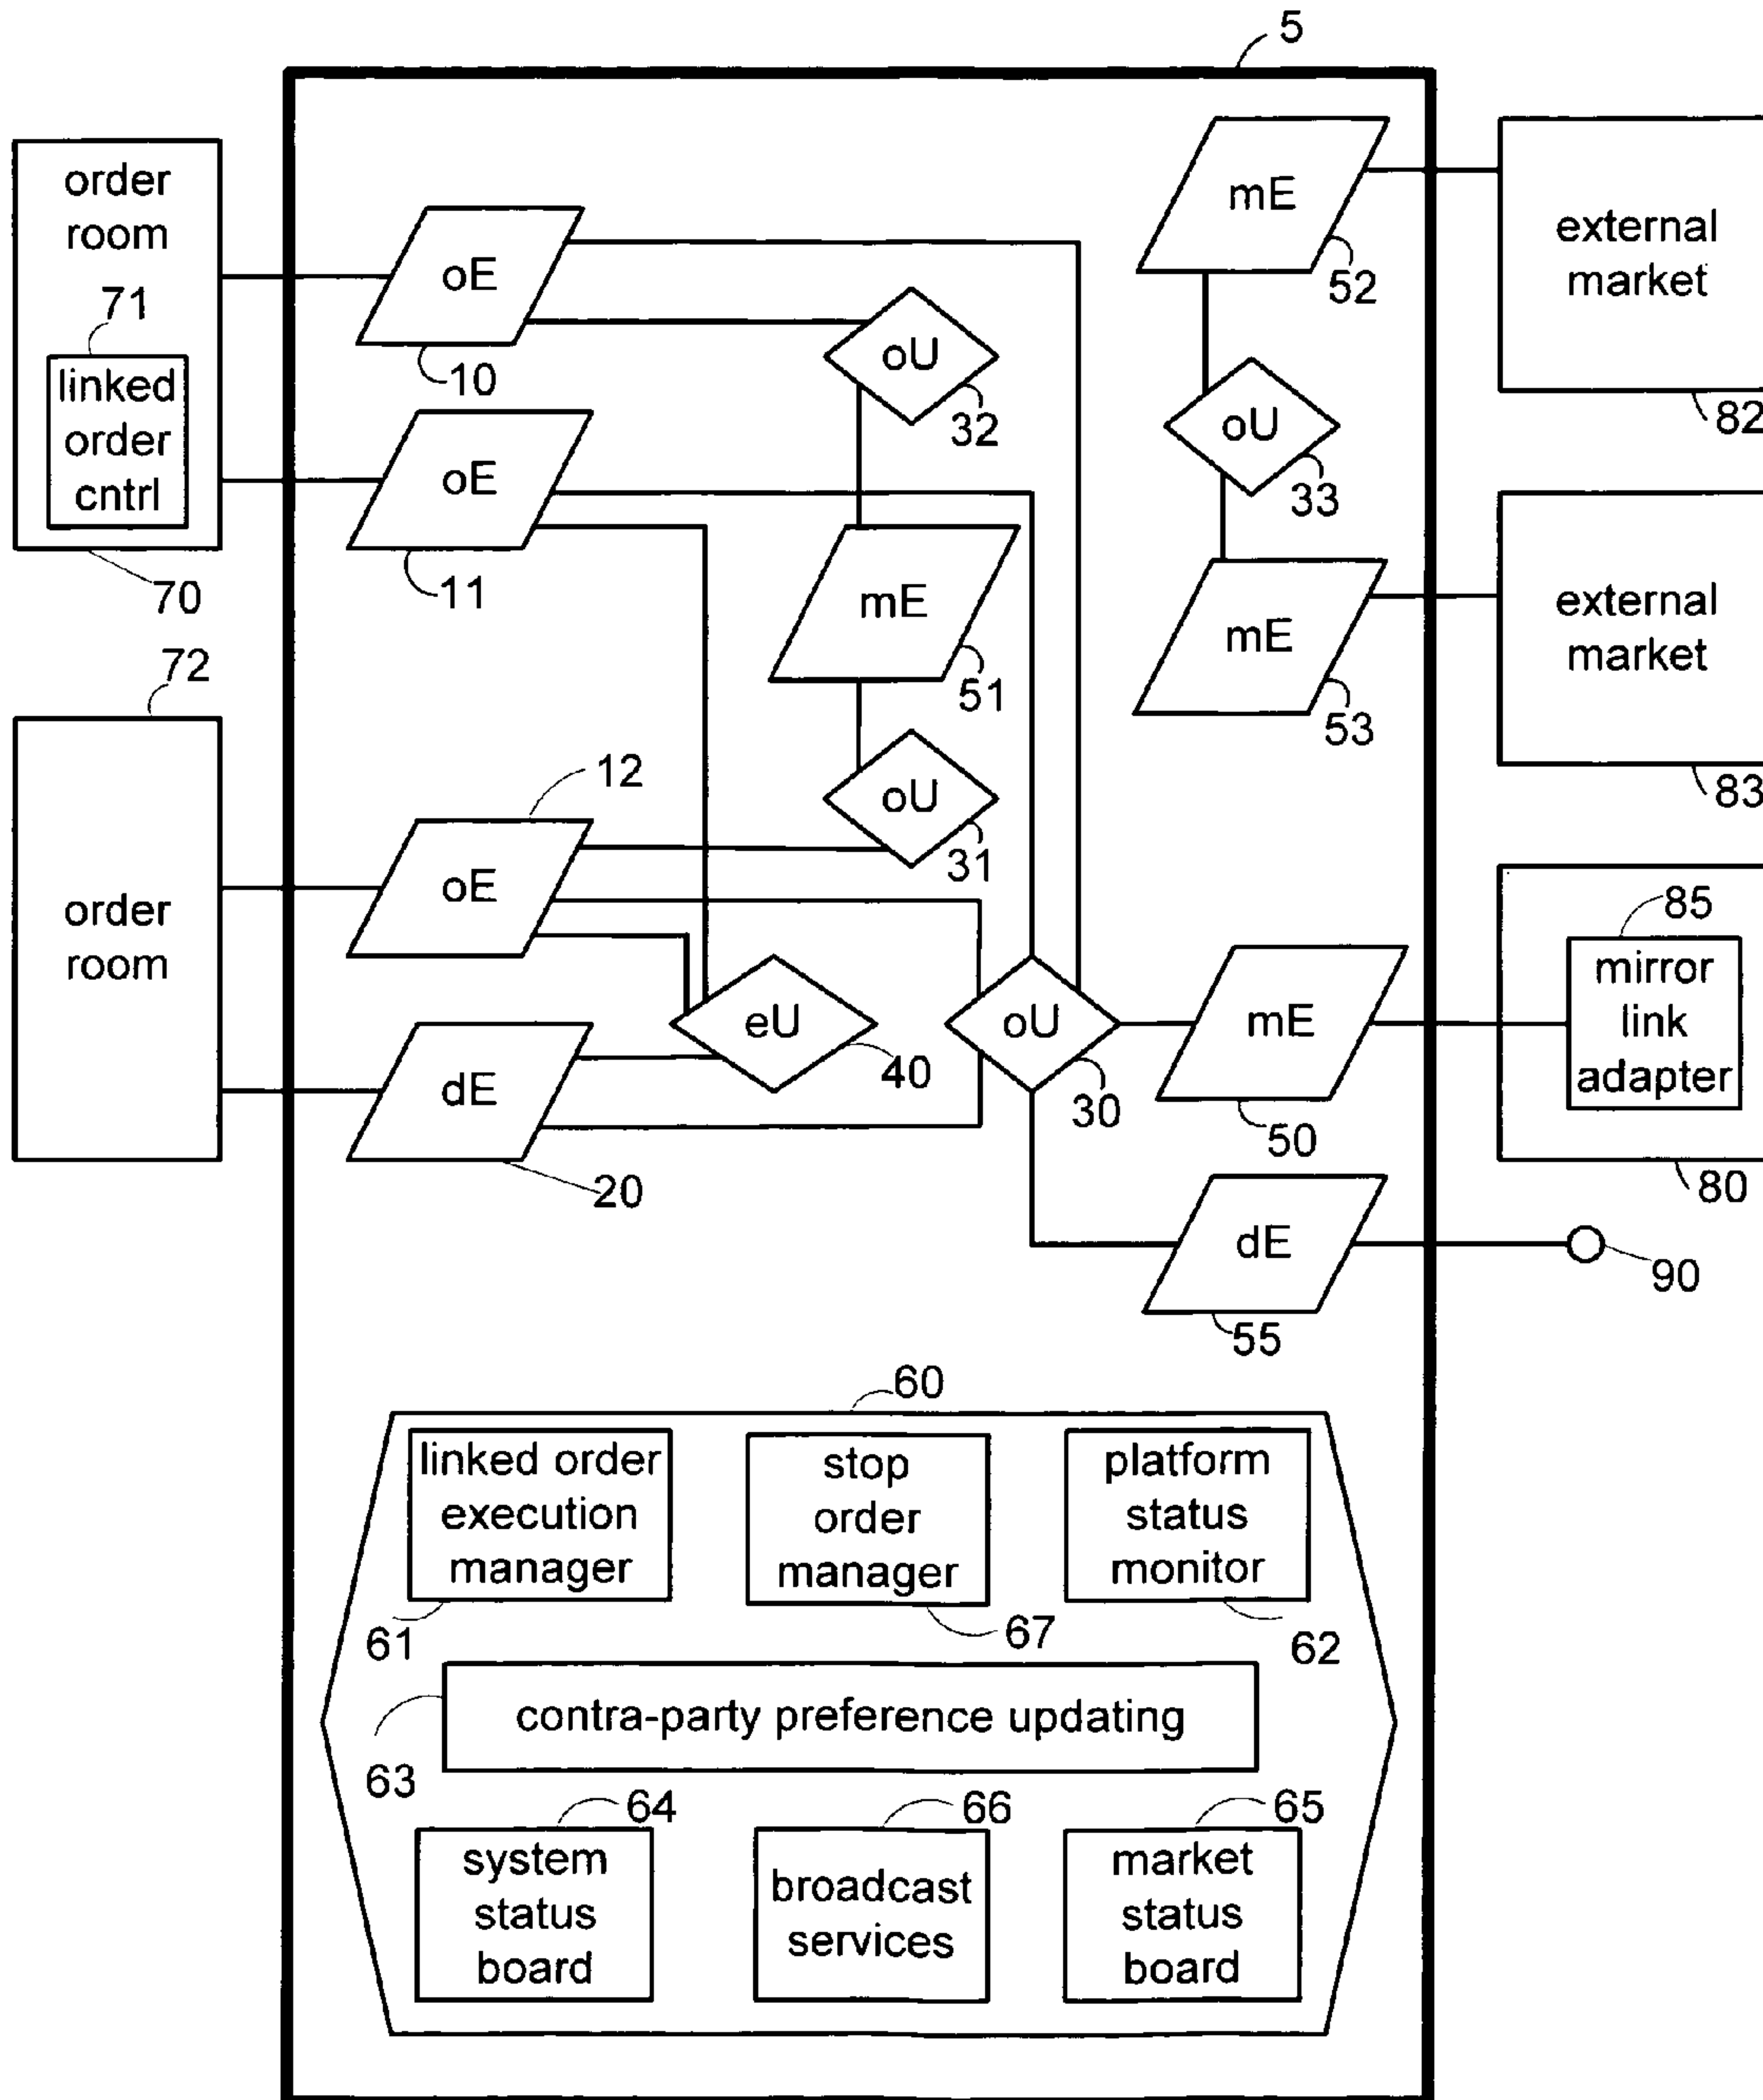 5
order
room
71
linked
order
cntrl
70
oE
10
oE
11
oU
32
mE
51
oU
31
mE
52
oU
33
mE
53
external
market
82
external
market
83
72
order
room
12
oE
dE
20
eU
40
oU
30
mE
50
85
mirror
link
adapter
80
dE
55
90
60
linked order
execution
manager
61
stop
order
manager
67
platform
status
monitor
62
contra-party preference updating
63
64
system
status
board
66
broadcast
services
65
market
status
board